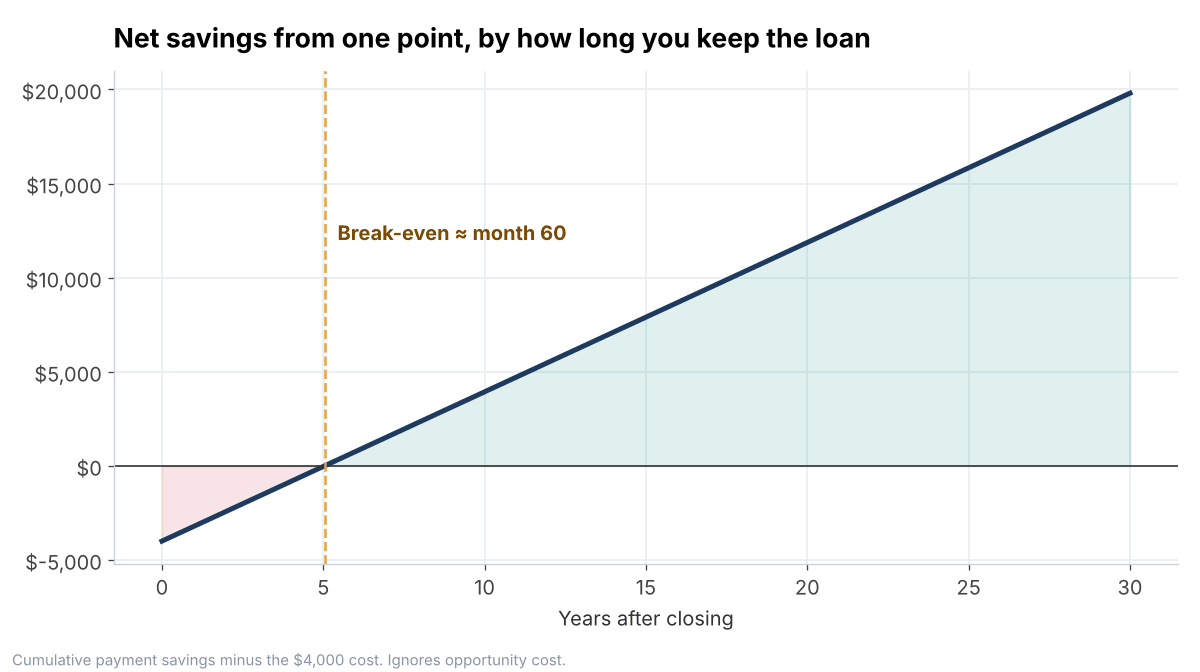 Net savings from one point, by how long you keep the loan
$20,000
$15,000
Break-even ≈ month 60
$10,000
$5,000
$0
$−5,000
0 5 10 15 20 25 30
Years after closing
Cumulative payment savings minus the $4,000 cost. Ignores opportunity cost.